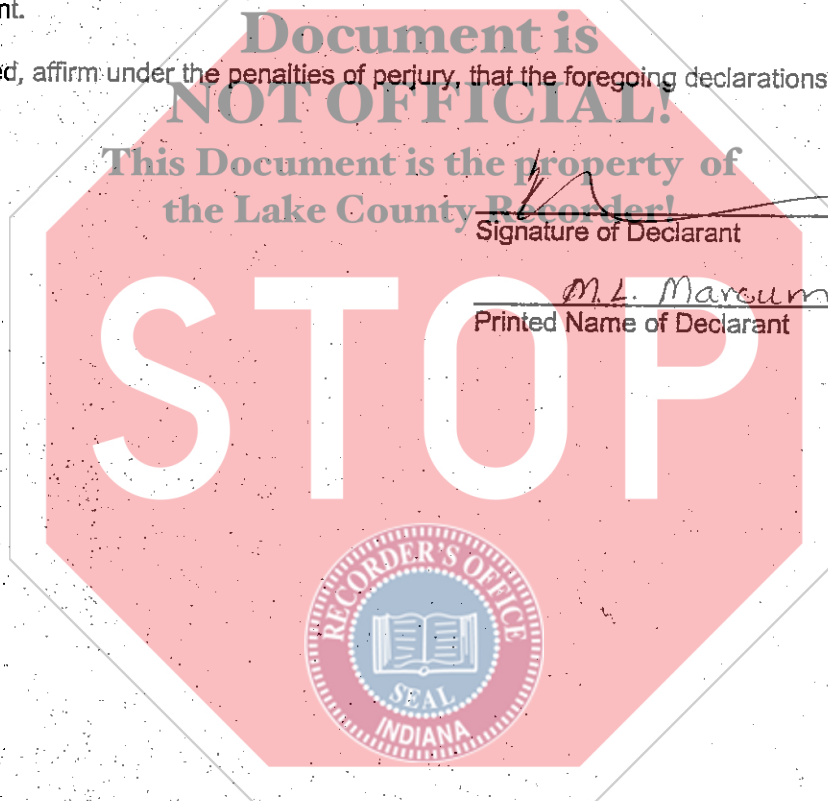 nt.
Document is
ed, affirm under the penalties of perjury, that the foregoing declarations
NOT OFFICIAL!
This Document is the property of
the Lake County Recorder!
Signature of Declarant
M.L. Marcum
Printed Name of Declarant
STOP
RECORDER'S OFFICE
SEAL
INDIANA